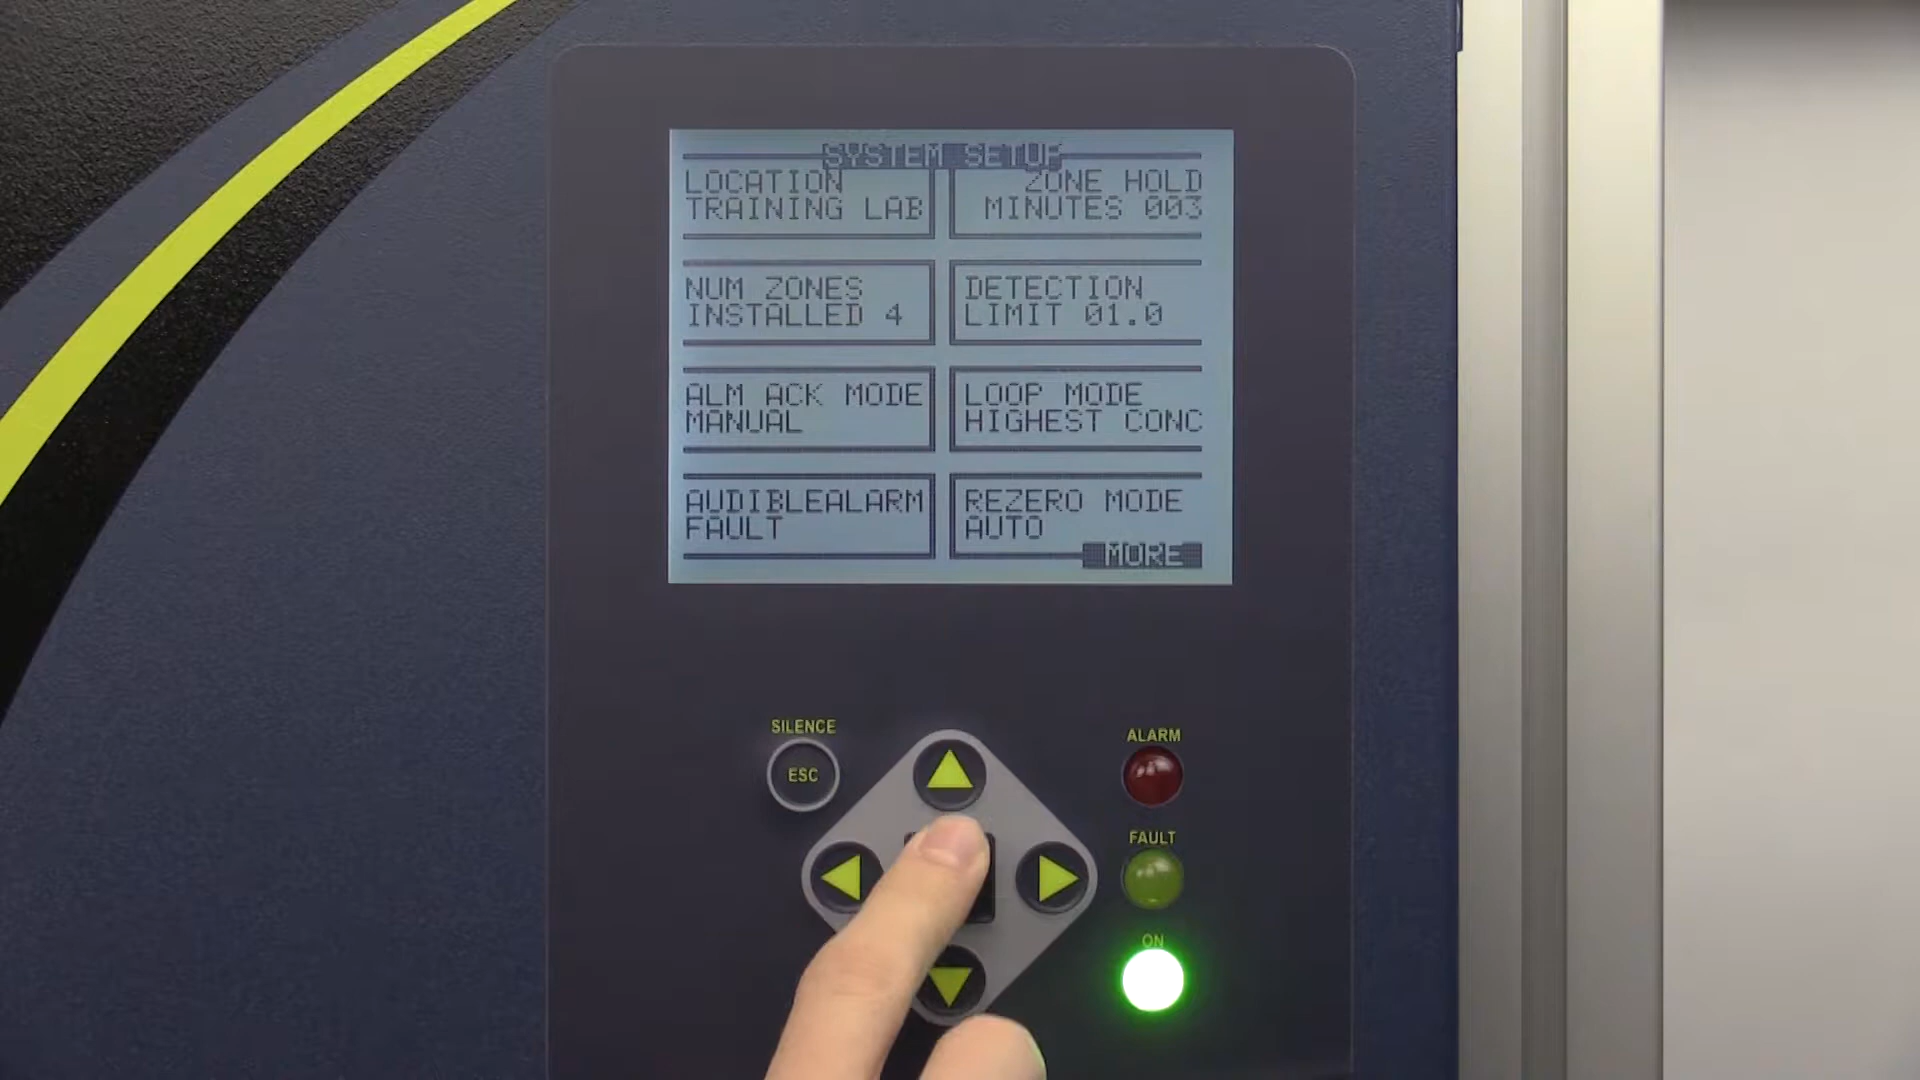 SYSTEM SETUP
LOCATION
TRAINING LAB
ZONE HOLD
MINUTES 003
NUM ZONES
INSTALLED 4
DETECTION
LIMIT 01.0
ALM ACK MODE
MANUAL
LOOP MODE
HIGHEST CONC
AUDIBLEALARM
FAULT
REZERO MODE
AUTO
MORE
SILENCE
ESC
ALARM
FAULT
ON